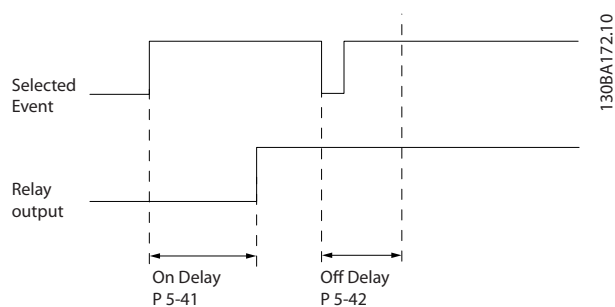 130BA172.10
Selected
Event
Relay
output
On Delay
P 5-41
Off Delay
P 5-42